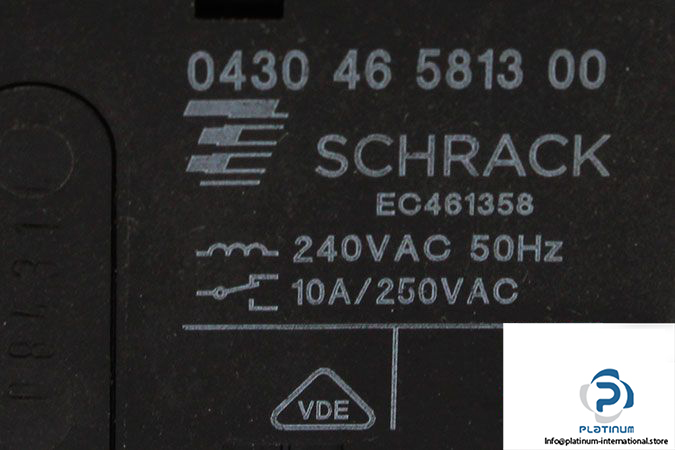 0430 46 5813 00
SCHRACK
EC461358
240VAC 50Hz
10A/250VAC
VDE
PLATINUM
Info@platinum-international.store